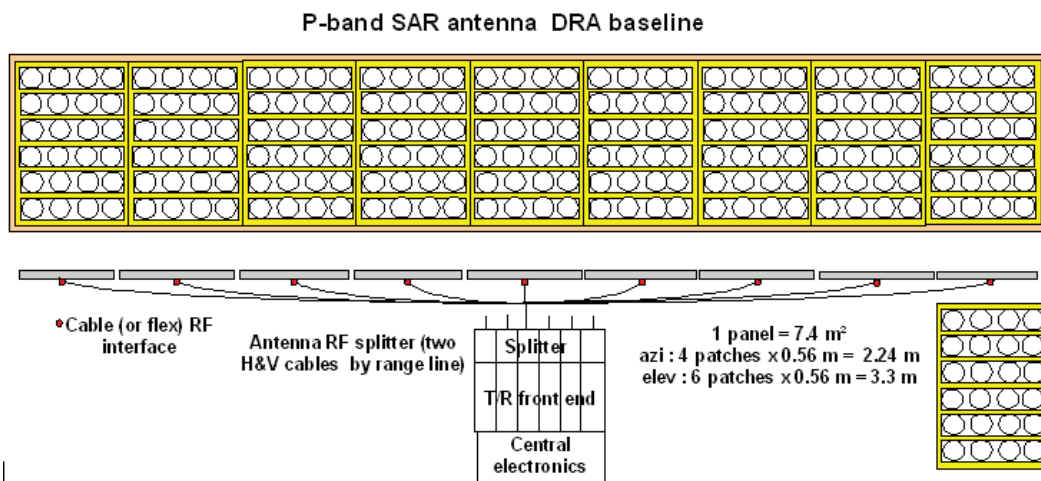 P-band SAR antenna DRA baseline
Cable (or flex) RF
interface
Antenna RF splitter (two
H&V cables by range line)
Splitter
T/R front end
Central
electronics
1 panel = 7.4 m²
azi : 4 patches x 0.56 m = 2.24 m
elev : 6 patches x 0.56 m = 3.3 m